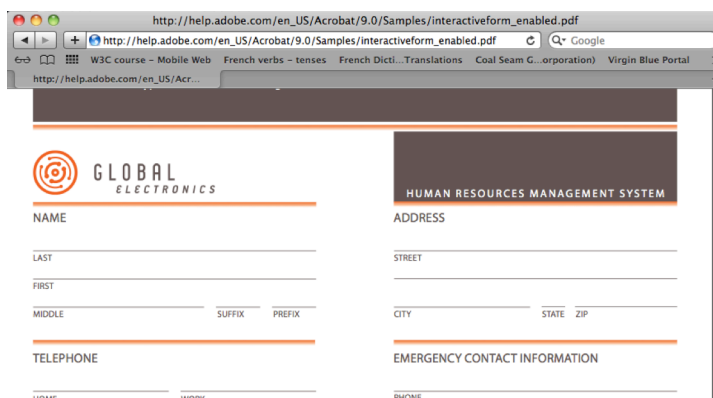 http://help.adobe.com/en_US/Acrobat/9.0/Samples/interactiveform_enabled.pdf
http://help.adobe.com/en_US/Acrobat/9.0/Samples/interactiveform_enabled.pdf
Google
W3C course – Mobile Web French verbs – tenses French Dicti...Translations Coal Seam G...orporation) Virgin Blue Portal
http://help.adobe.com/en_US/Acr...
GLOBAL
ELECTRONICS
HUMAN RESOURCES MANAGEMENT SYSTEM
NAME
LAST
FIRST
MIDDLE SUFFIX PREFIX
ADDRESS
STREET
CITY STATE ZIP
TELEPHONE
HOME WORK
EMERGENCY CONTACT INFORMATION
PHONE